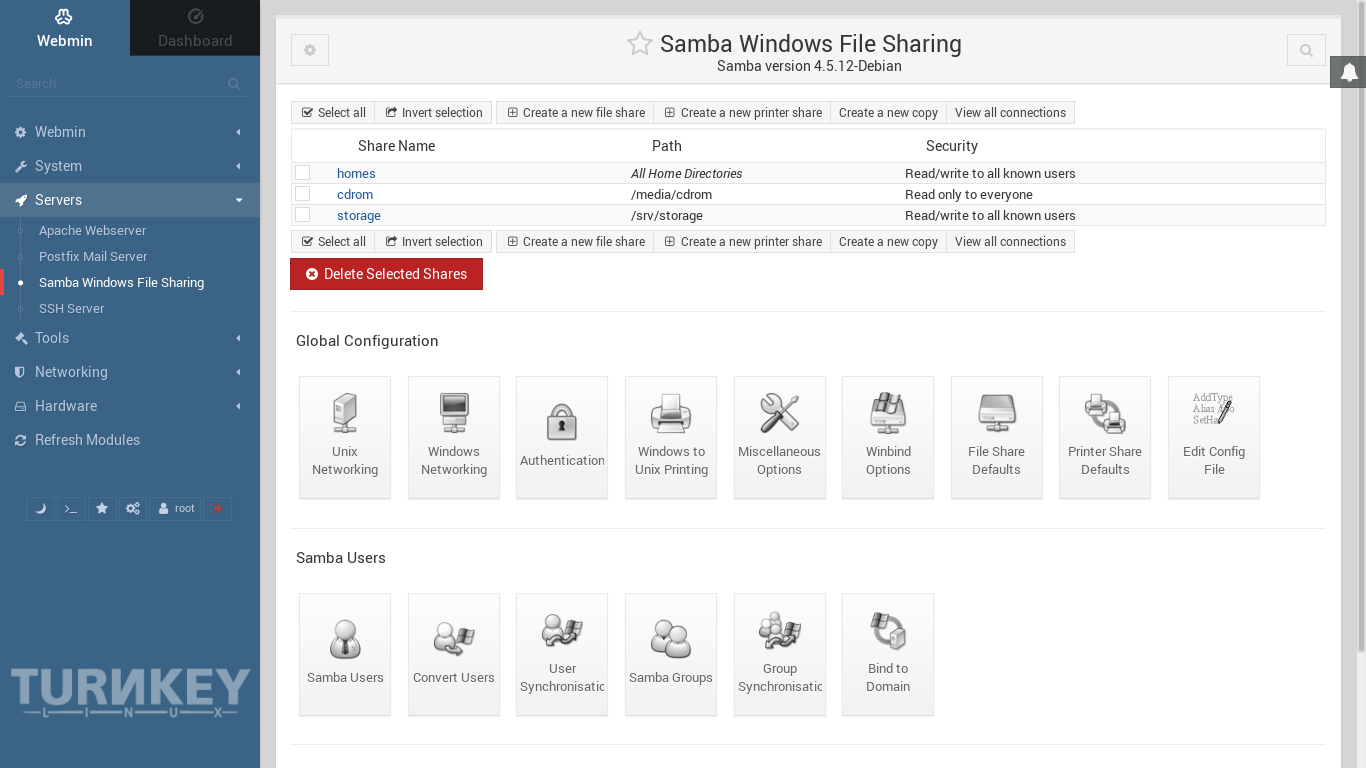 Webmin
Dashboard
Search
Webmin
System
Servers
Apache Webserver
Postfix Mail Server
Samba Windows File Sharing
SSH Server
Tools
Networking
Hardware
Refresh Modules
root
TURNKEY
LINUX
Samba Windows File Sharing
Samba version 4.5.12-Debian
Select all Invert selection Create a new file share Create a new printer share Create a new copy View all connections
Share Name Path Security
homes All Home Directories Read/write to all known users
cdrom /media/cdrom Read only to everyone
storage /srv/storage Read/write to all known users
Select all Invert selection Create a new file share Create a new printer share Create a new copy View all connections
Delete Selected Shares
Global Configuration
Unix
Networking
Windows
Networking
Authentication
Windows to
Unix Printing
Miscellaneous
Options
Winbind
Options
File Share
Defaults
Printer Share
Defaults
AddType
Alias
SetHa
Edit Config
File
Samba Users
Samba Users
Convert Users
User
Synchronisatic
Samba Groups
Group
Synchronisatic
Bind to
Domain